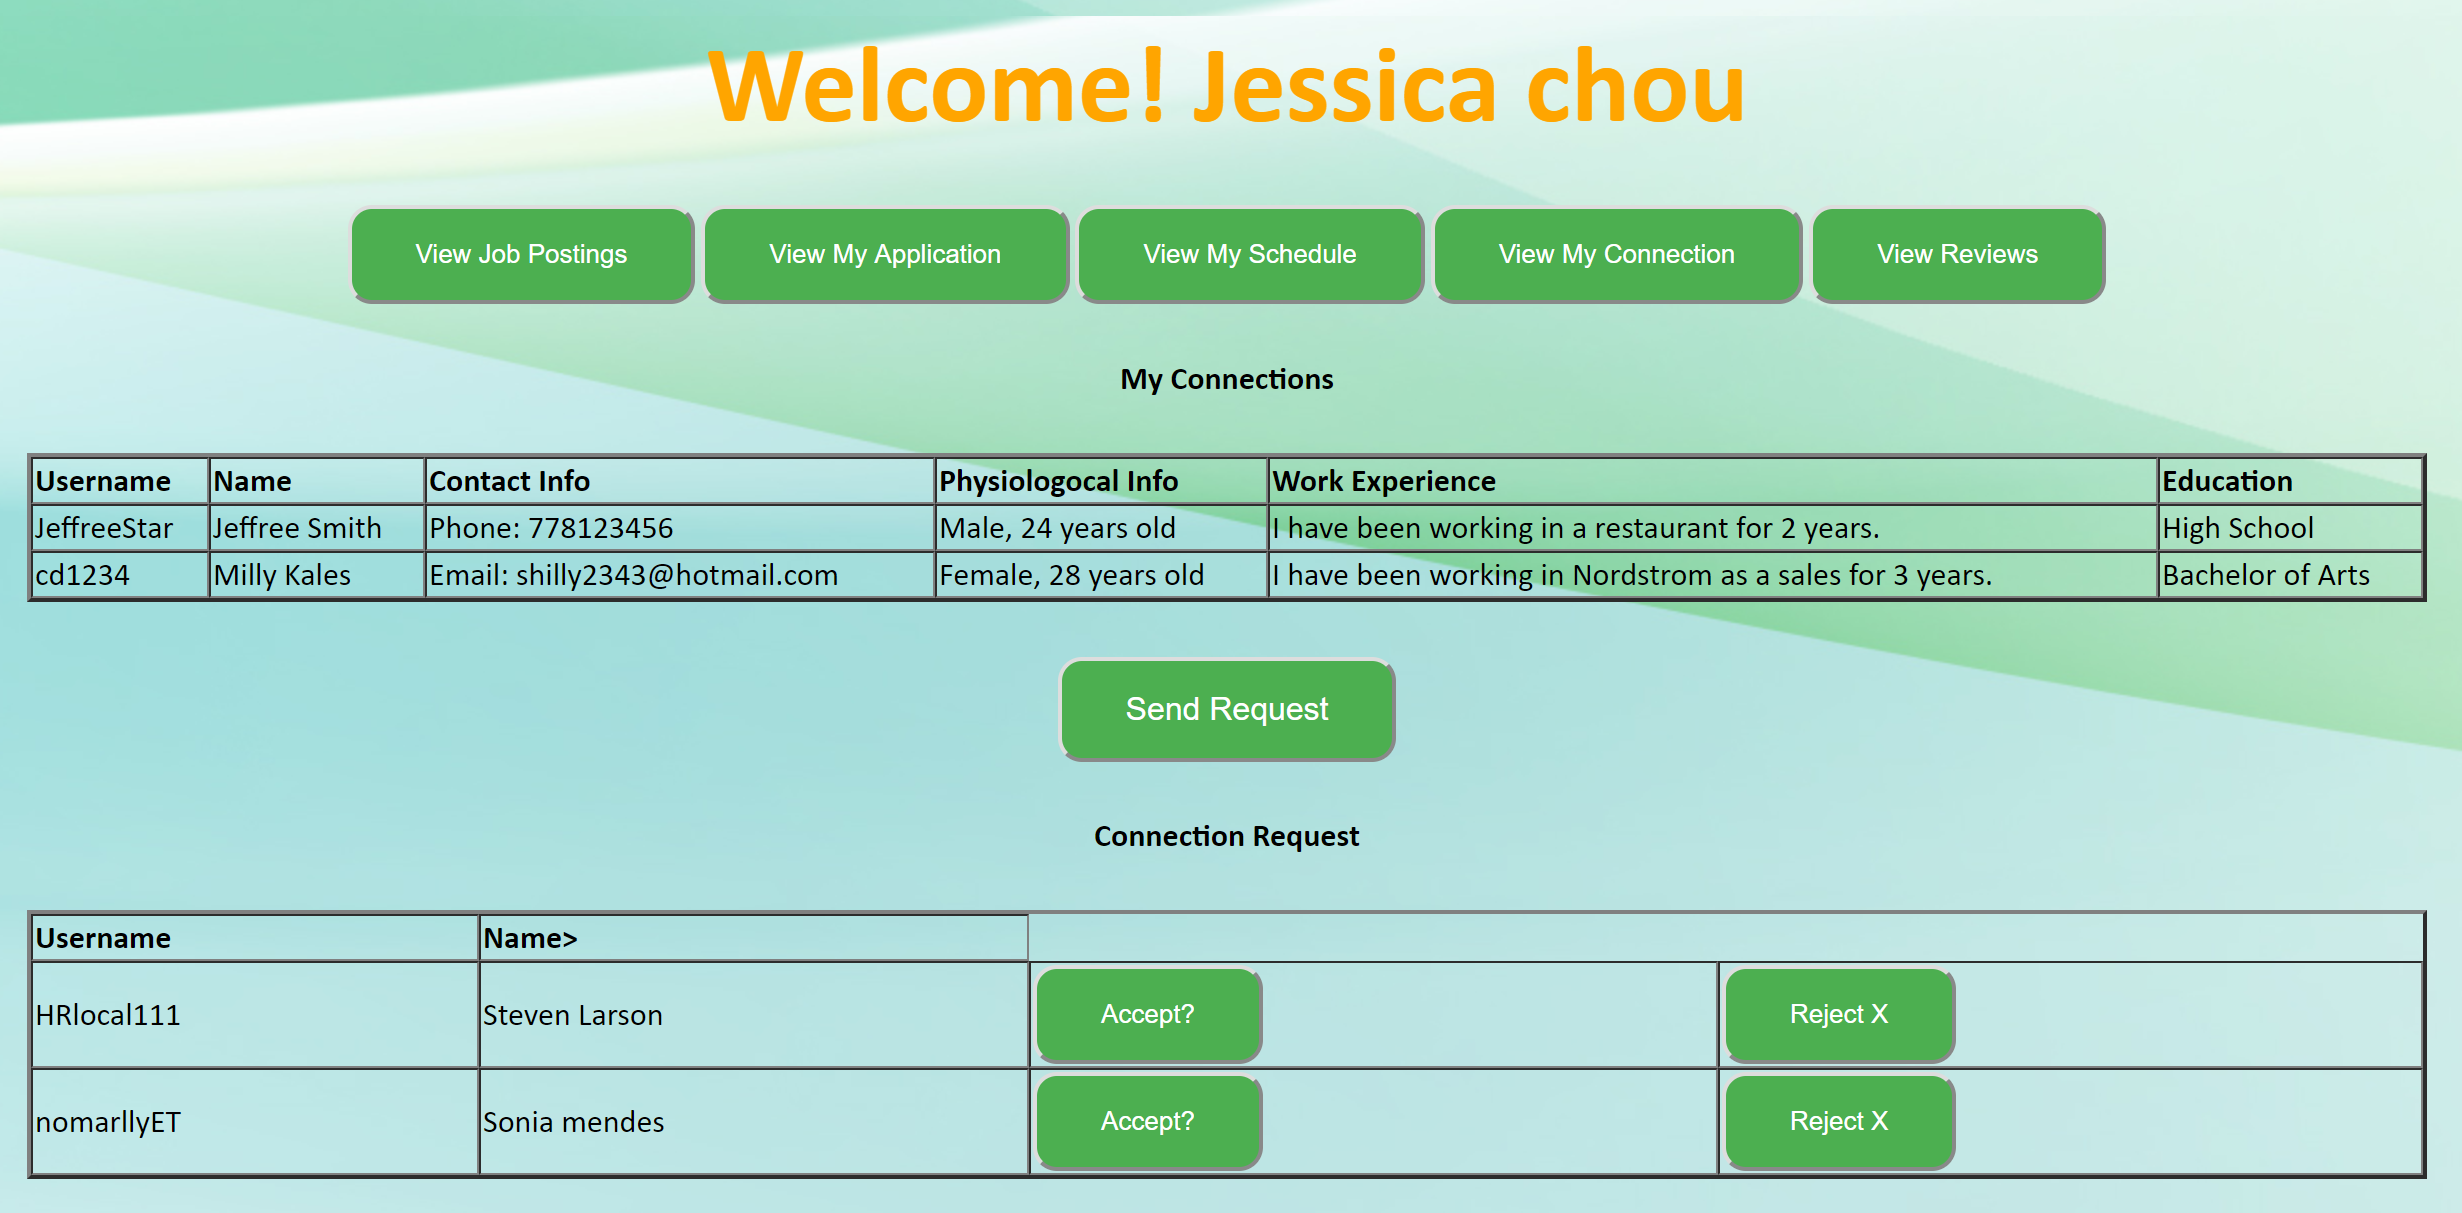 Welcome! Jessica chou
View Job Postings View My Application View My Schedule View My Connection View Reviews
My Connections
Username Name Contact Info Physiologocal Info Work Experience Education
JeffreeStar Jeffree Smith Phone: 778123456 Male, 24 years old I have been working in a restaurant for 2 years. High School
cd1234 Milly Kales Email: shilly2343@hotmail.com Female, 28 years old I have been working in Nordstrom as a sales for 3 years. Bachelor of Arts
Send Request
Connection Request
Username Name>
HRlocal111 Steven Larson Accept? Reject X
nomarllyET Sonia mendes Accept? Reject X